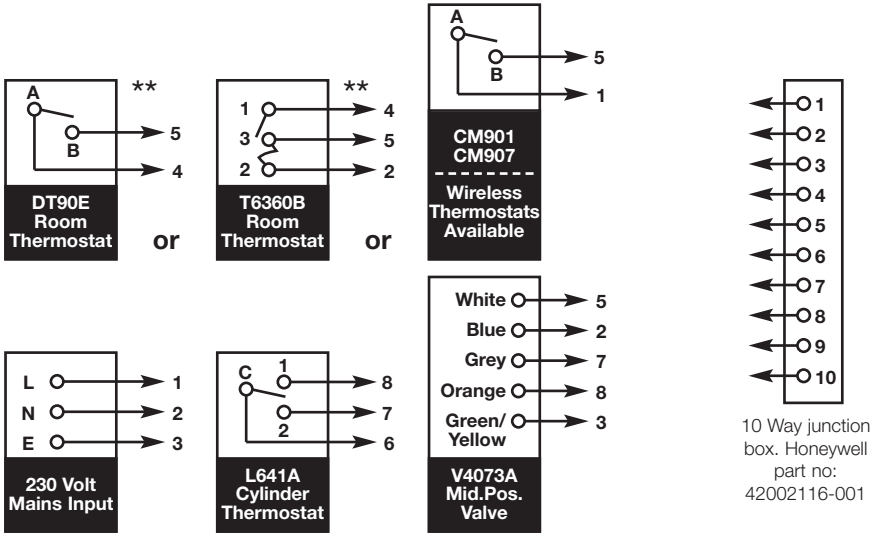 A
B
5
1
CM901
CM907
Wireless
Thermostats
Available
A
**
B
5
4
DT90E
Room
Thermostat
or
**
1
4
3
5
2
2
T6360B
Room
Thermostat
or
L
1
N
2
E
3
230 Volt
Mains Input
C
1
8
2
7
6
L641A
Cylinder
Thermostat
White
5
Blue
2
Grey
7
Orange
8
Green/
Yellow
3
V4073A
Mid.Pos.
Valve
1
2
3
4
5
6
7
8
9
10
10 Way junction
box. Honeywell
part no:
42002116-001